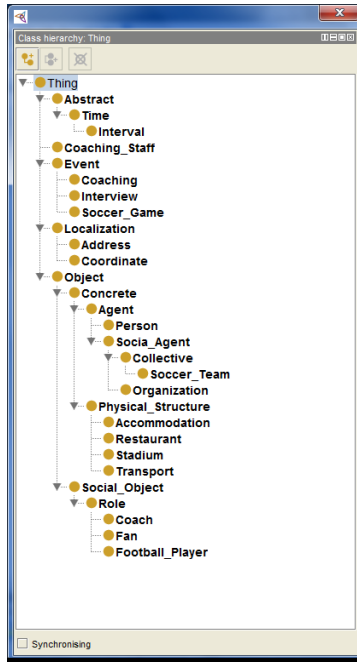 Class hierarchy: Thing
Thing
Abstract
Time
Interval
Coaching_Staff
Event
Coaching
Interview
Soccer_Game
Localization
Address
Coordinate
Object
Concrete
Agent
Person
Socia_Agent
Collective
Soccer_Team
Organization
Physical_Structure
Accommodation
Restaurant
Stadium
Transport
Social_Object
Role
Coach
Fan
Football_Player
Synchronising